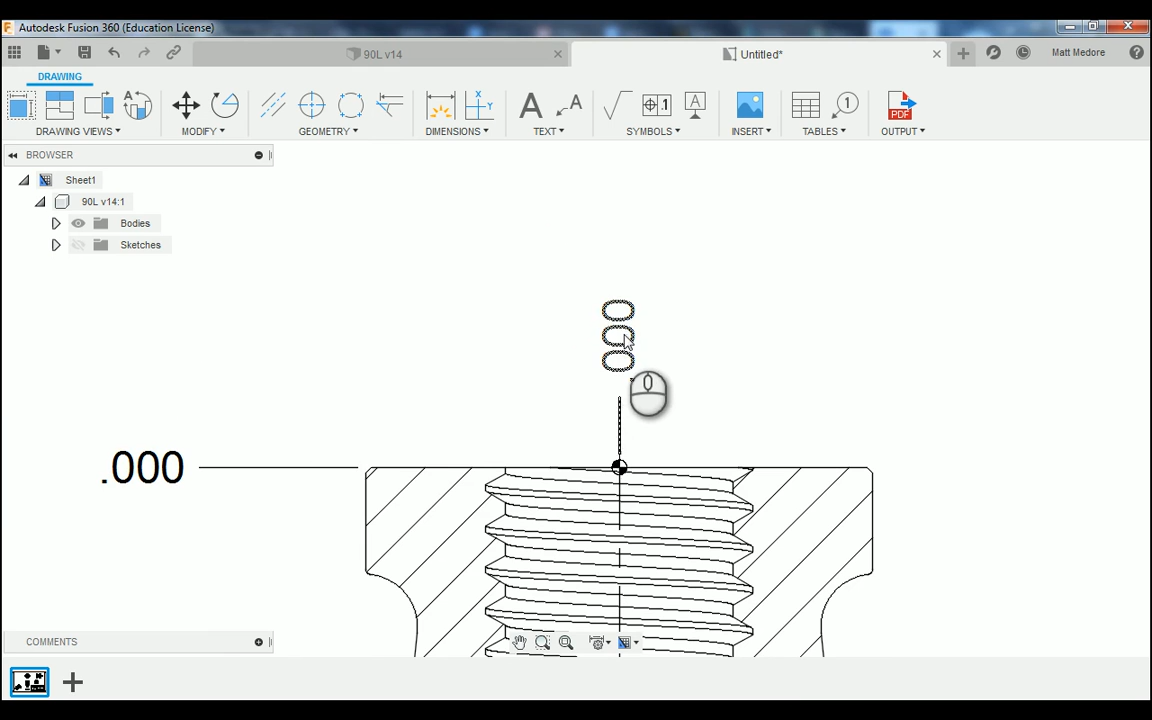 Autodesk Fusion 360 (Education License)
90L v14
Untitled*
Matt Medore
DRAWING
DRAWING VIEWS
MODIFY
GEOMETRY
DIMENSIONS
TEXT
SYMBOLS
INSERT
TABLES
OUTPUT
BROWSER
Sheet1
90L v14:1
Bodies
Sketches
.000
.000
COMMENTS